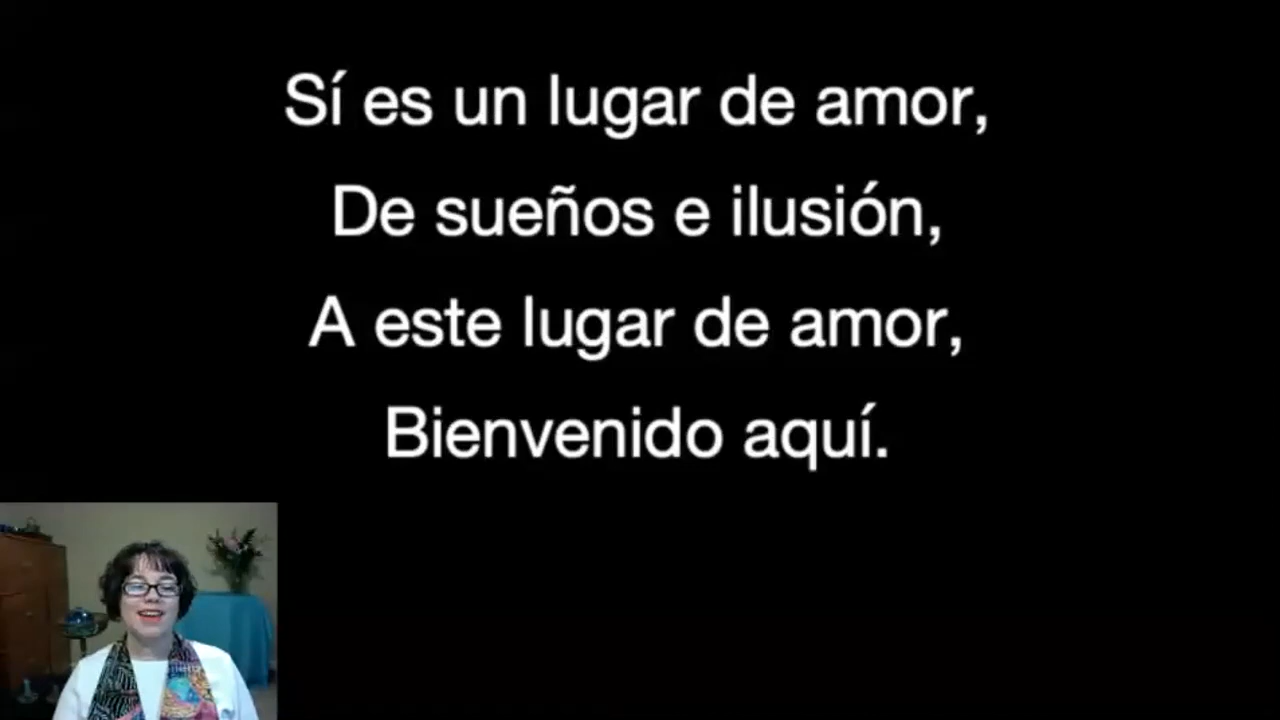 Sí es un lugar de amor,
De sueños e ilusión,
A este lugar de amor,
Bienvenido aquí.